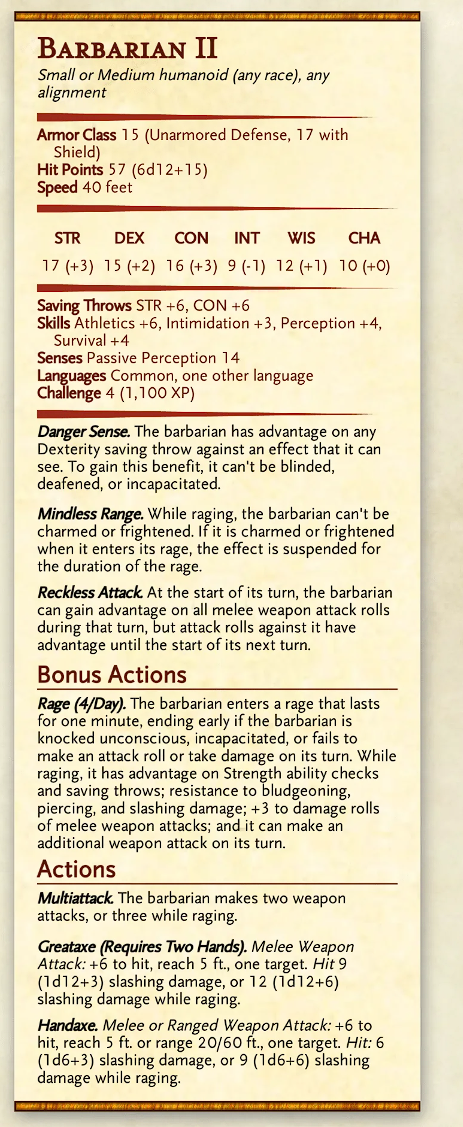 Barbarian II
Small or Medium humanoid (any race), any
alignment
Armor Class 15 (Unarmored Defense, 17 with
Shield)
Hit Points 57 (6d12+15)
Speed 40 feet
STR DEX CON INT WIS CHA
17 (+3) 15 (+2) 16 (+3) 9 (-1) 12 (+1) 10 (+0)
Saving Throws STR +6, CON +6
Skills Athletics +6, Intimidation +3, Perception +4,
Survival +4
Senses Passive Perception 14
Languages Common, one other language
Challenge 4 (1,100 XP)
Danger Sense. The barbarian has advantage on any
Dexterity saving throw against an effect that it can
see. To gain this benefit, it can't be blinded,
deafened, or incapacitated.
Mindless Range. While raging, the barbarian can't be
charmed or frightened. If it is charmed or frightened
when it enters its rage, the effect is suspended for
the duration of the rage.
Reckless Attack. At the start of its turn, the barbarian
can gain advantage on all melee weapon attack rolls
during that turn, but attack rolls against it have
advantage until the start of its next turn.
Bonus Actions
Rage (4/Day). The barbarian enters a rage that lasts
for one minute, ending early if the barbarian is
knocked unconscious, incapacitated, or fails to
make an attack roll or take damage on its turn. While
raging, it has advantage on Strength ability checks
and saving throws; resistance to bludgeoning,
piercing, and slashing damage; +3 to damage rolls
of melee weapon attacks; and it can make an
additional weapon attack on its turn.
Actions
Multiattack. The barbarian makes two weapon
attacks, or three while raging.
Greataxe (Requires Two Hands). Melee Weapon
Attack: +6 to hit, reach 5 ft., one target. Hit 9
(1d12+3) slashing damage, or 12 (1d12+6)
slashing damage while raging.
Handaxe. Melee or Ranged Weapon Attack: +6 to
hit, reach 5 ft. or range 20/60 ft., one target. Hit: 6
(1d6+3) slashing damage, or 9 (1d6+6) slashing
damage while raging.